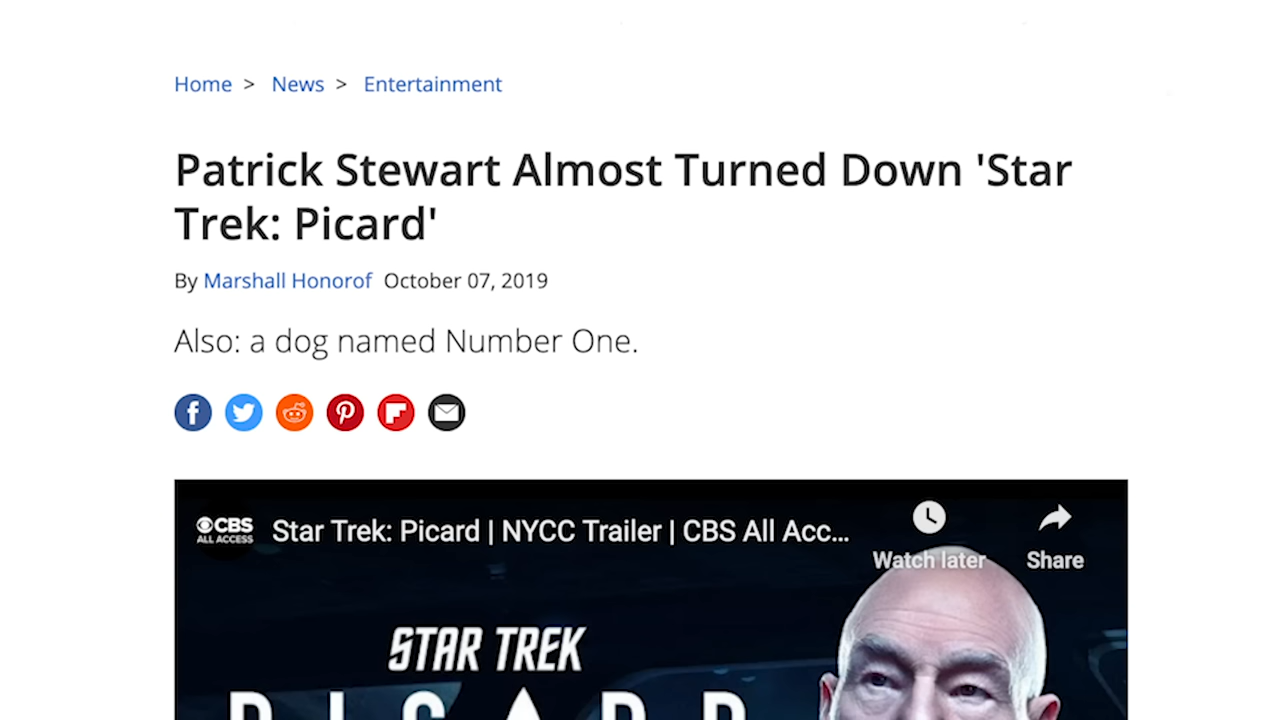 Home > News > Entertainment
Patrick Stewart Almost Turned Down 'Star
Trek: Picard'
By Marshall Honorof October 07, 2019
Also: a dog named Number One.
CBS
ALL ACCESS
Star Trek: Picard | NYCC Trailer | CBS All Acc...
Watch later
Share
STAR TREK
PICARD